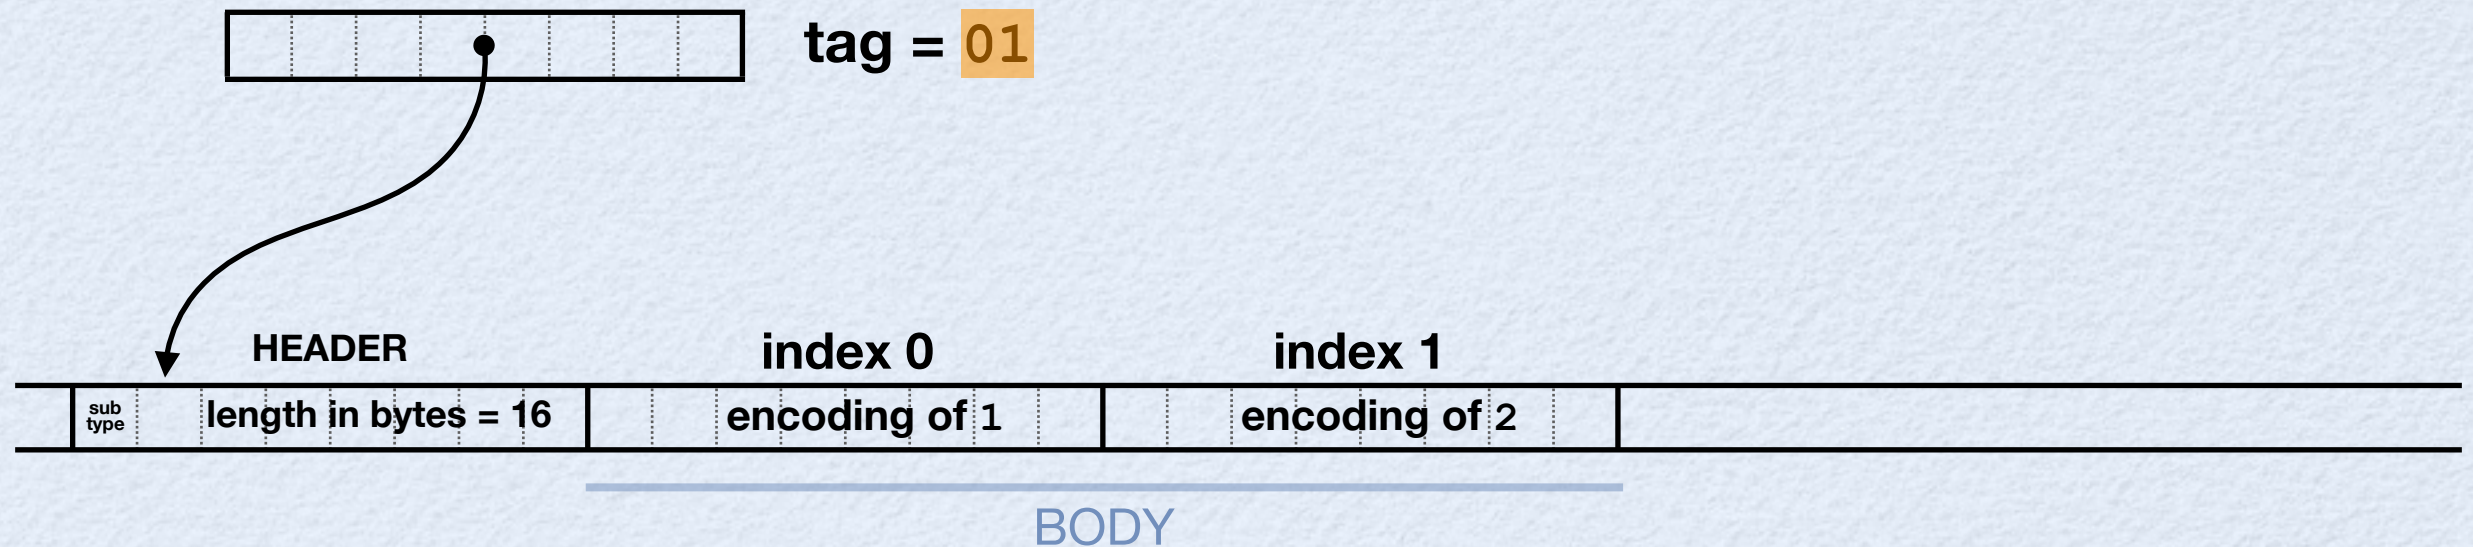 tag = 01
HEADER
index 0
index 1
sub type
length in bytes = 16
encoding of 1
encoding of 2
BODY